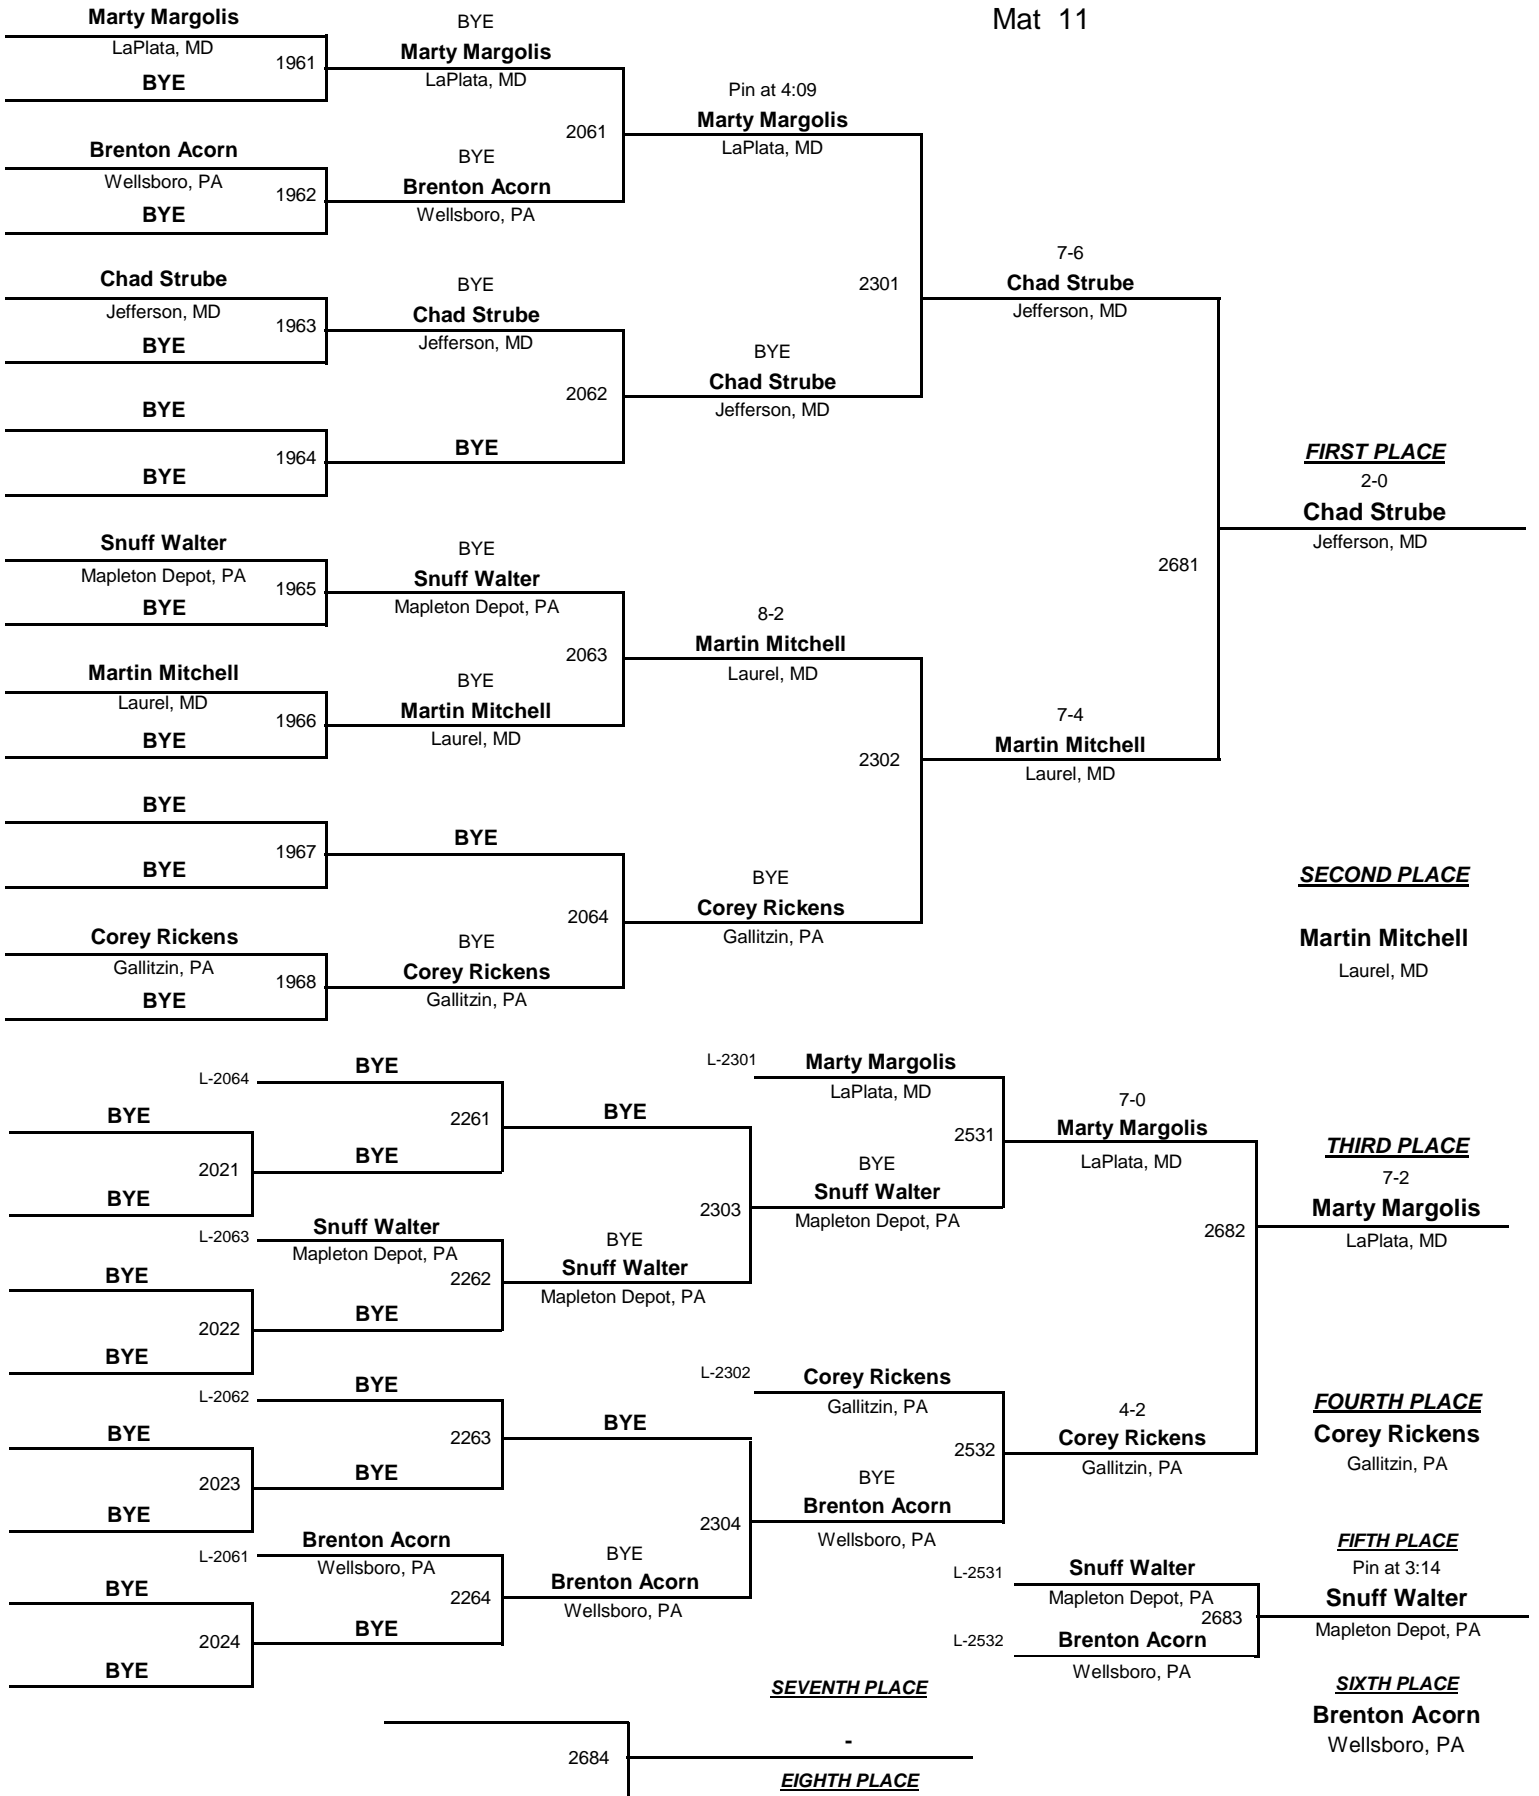 Mat 11
Marty Margolis
LaPlata, MD
1961
BYE
Brenton Acorn
Wellsboro, PA
1962
BYE
Chad Strube
Jefferson, MD
1963
BYE
BYE
1964
BYE
Snuff Walter
Mapleton Depot, PA
1965
BYE
Martin Mitchell
Laurel, MD
1966
BYE
BYE
1967
BYE
Corey Rickens
Gallitzin, PA
1968
BYE
BYE
Marty Margolis
LaPlata, MD
2061
BYE
Brenton Acorn
Wellsboro, PA
BYE
Chad Strube
Jefferson, MD
2062
BYE
BYE
Snuff Walter
Mapleton Depot, PA
2063
BYE
Martin Mitchell
Laurel, MD
BYE
2064
BYE
Corey Rickens
Gallitzin, PA
Pin at 4:09
Marty Margolis
LaPlata, MD
2301
BYE
Chad Strube
Jefferson, MD
8-2
Martin Mitchell
Laurel, MD
2302
BYE
Corey Rickens
Gallitzin, PA
7-6
Chad Strube
Jefferson, MD
2681
7-4
Martin Mitchell
Laurel, MD
FIRST PLACE
2-0
Chad Strube
Jefferson, MD
SECOND PLACE
Martin Mitchell
Laurel, MD
BYE
2021
BYE
BYE
2022
BYE
BYE
2023
BYE
BYE
2024
BYE
L-2064
BYE
2261
BYE
L-2063
Snuff Walter
Mapleton Depot, PA
2262
BYE
L-2062
BYE
2263
BYE
L-2061
Brenton Acorn
Wellsboro, PA
2264
BYE
BYE
2303
BYE
Snuff Walter
Mapleton Depot, PA
BYE
2304
BYE
Brenton Acorn
Wellsboro, PA
L-2301
Marty Margolis
LaPlata, MD
2531
BYE
Snuff Walter
Mapleton Depot, PA
L-2302
Corey Rickens
Gallitzin, PA
2532
BYE
Brenton Acorn
Wellsboro, PA
7-0
Marty Margolis
LaPlata, MD
2682
4-2
Corey Rickens
Gallitzin, PA
THIRD PLACE
7-2
Marty Margolis
LaPlata, MD
FOURTH PLACE
Corey Rickens
Gallitzin, PA
L-2531
Snuff Walter
Mapleton Depot, PA
2683
L-2532
Brenton Acorn
Wellsboro, PA
FIFTH PLACE
Pin at 3:14
Snuff Walter
Mapleton Depot, PA
SIXTH PLACE
Brenton Acorn
Wellsboro, PA
SEVENTH PLACE
-
2684
EIGHTH PLACE